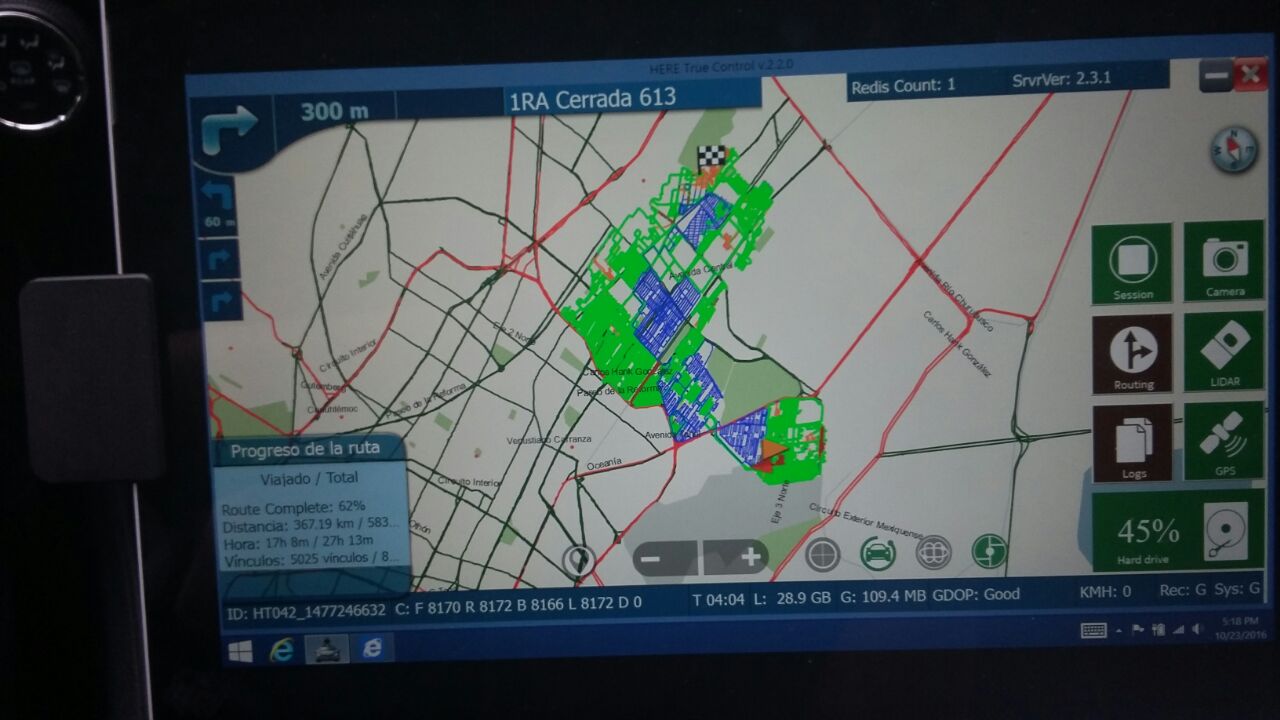 HERE True Control v.2.2.0
300 m
1RA Cerrada 613
Redis Count: 1
SrvrVer: 2.3.1
60 m
N
W
Avenida Central
Session
Camera
Eje 2 Norte
Circuito Interior
Gutemberg
Cuauhtémoc
Paseo de la Reforma
Carlos Hank González
Paseo de la Reforma
Avenida Río Churubusco
Carlos Hank González
Routing
LIDAR
Venustiano Carranza
Avenida
Oceanía
Circuito Interior
Eje 3 Norte
Circuito Exterior Mexiquense
Logs
GPS
Progreso de la ruta
Viajado / Total
Route Complete: 62%
Distancia: 367.19 km / 583...
Hora: 17h 8m / 27h 13m
Vínculos: 5025 vínculos / 8...
45%
Hard drive
ID: HT042_1477246632 C: F 8170 R 8172 B 8166 L 8172 D 0
T 04:04 L: 28.9 GB G: 109.4 MB GDOP: Good
KMH: 0
Rec: G Sys: G
5:18 PM
10/23/2016